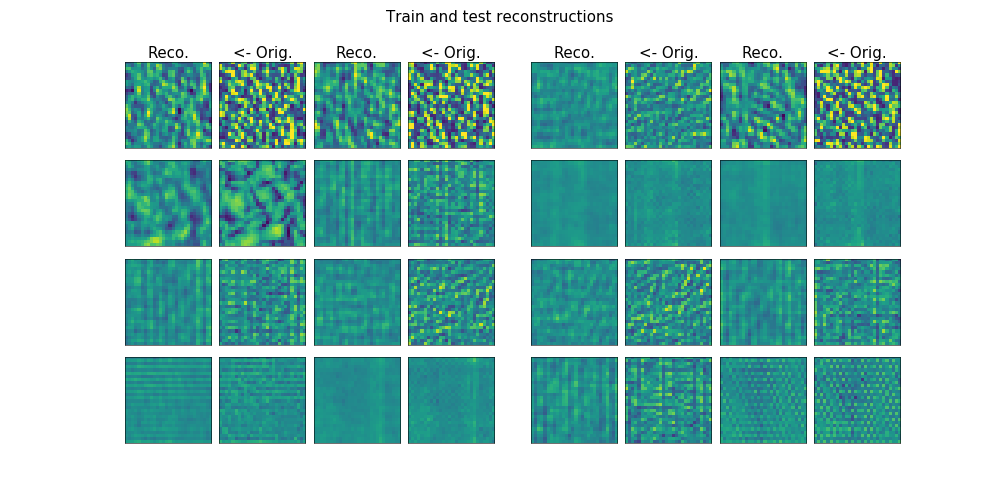 Train and test reconstructions
Reco. <- Orig. Reco. <- Orig. Reco. <- Orig. Reco. <- Orig.